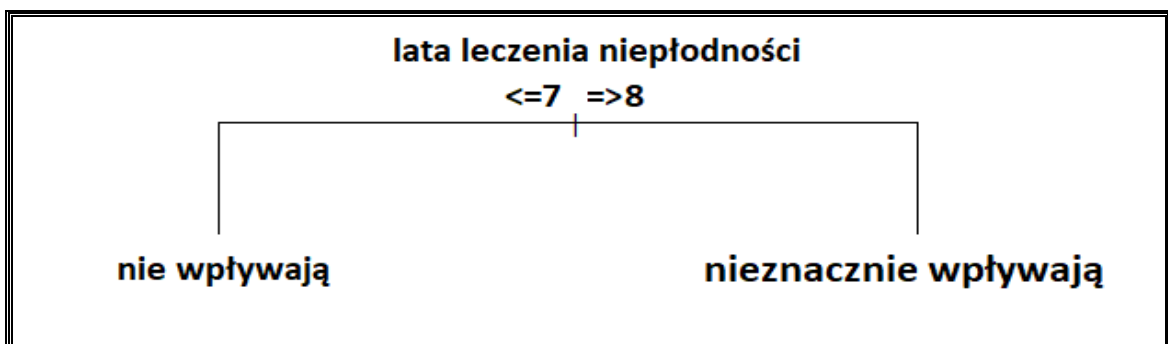 lata leczenia niepłodności
<=7 =>8
nie wpływają
nieznacznie wpływają